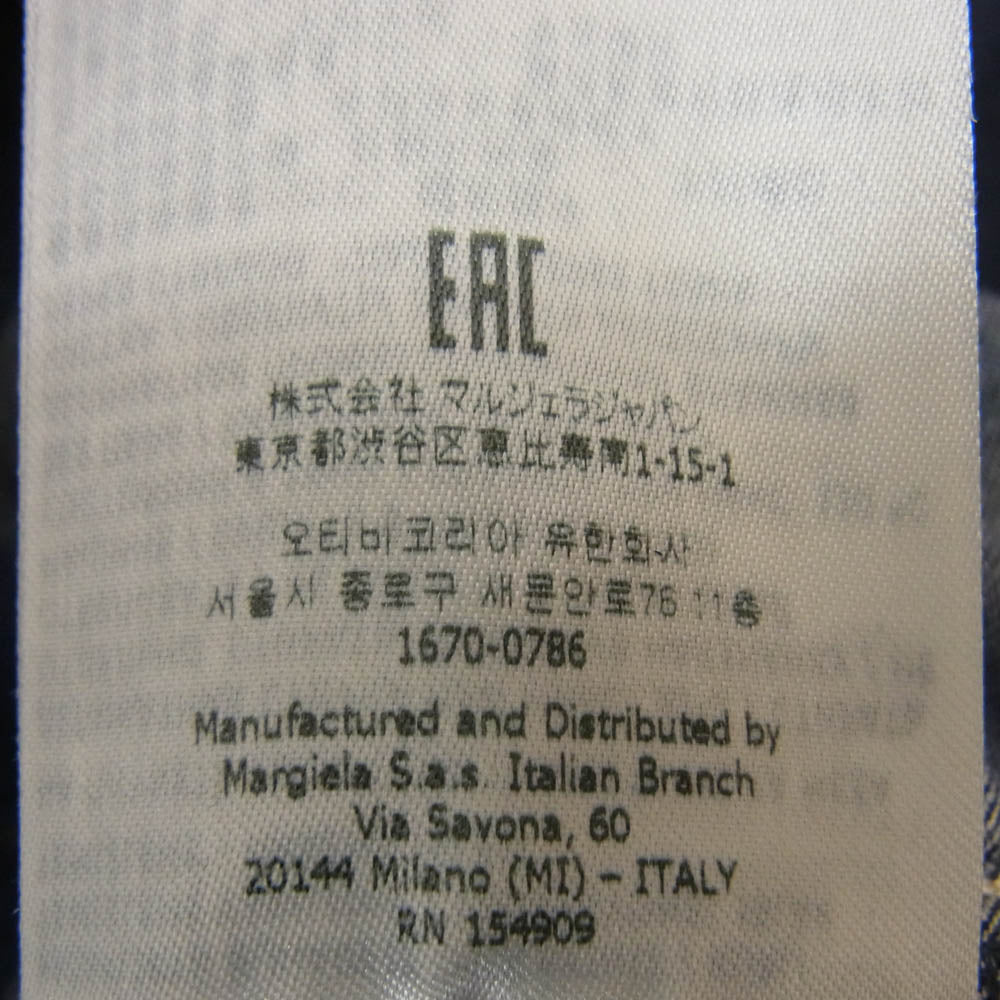 EAC
株式会社 マルジェラジャパン
東京都渋谷区恵比寿南1-15-1
오티비코리아 유한회사
서울시 종로구 새문안로76 11층
1670-0786
Manufactured and Distributed by
Margiela S.a.s. Italian Branch
Via Savona, 60
20144 Milano (MI) - ITALY
RN 154909